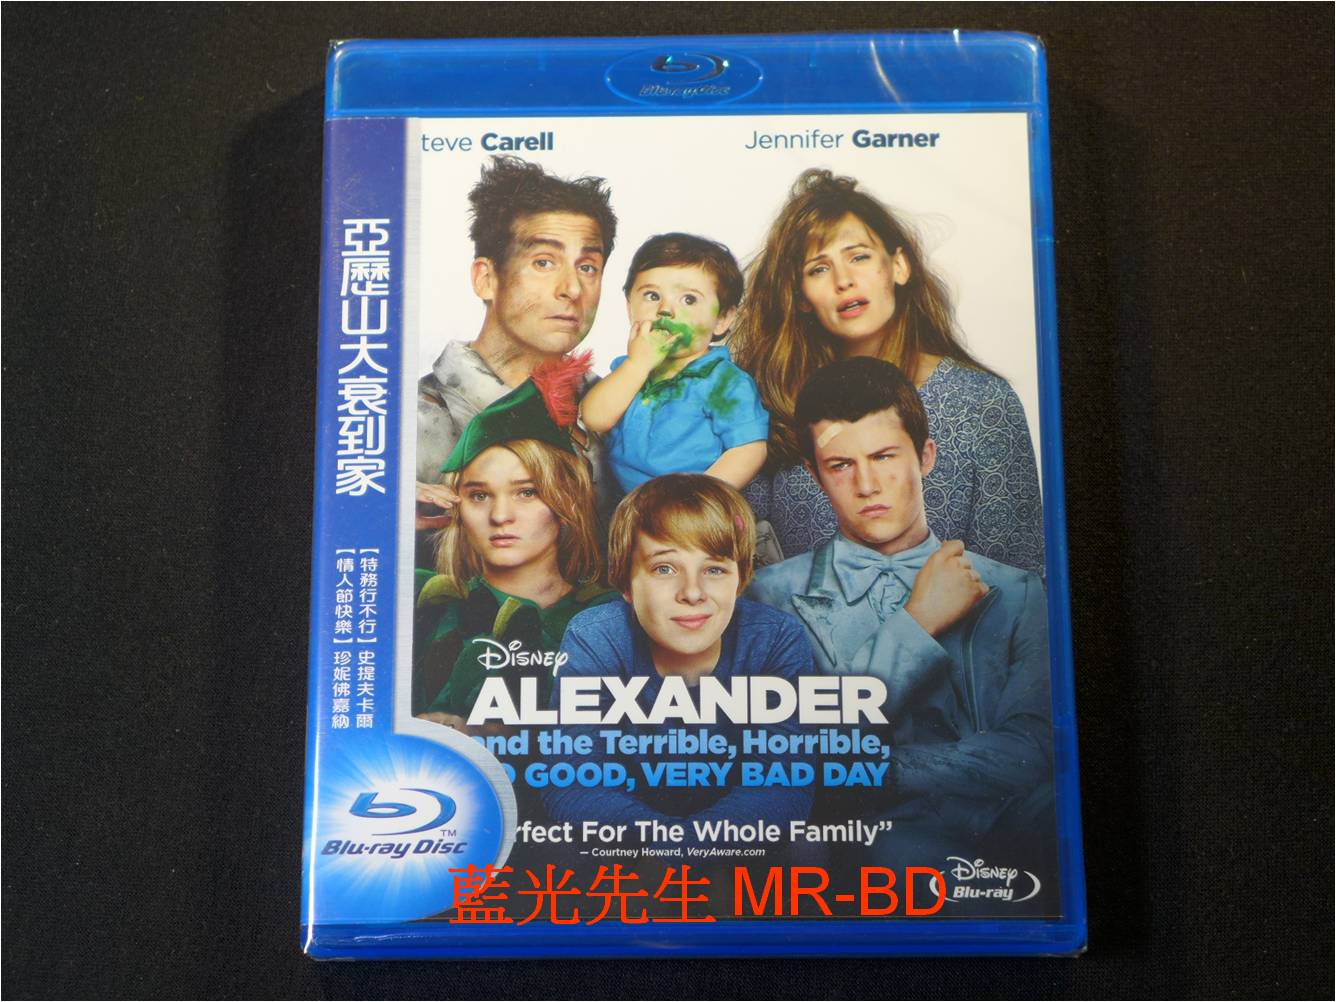 Blu-ray Disc
teve Carell
Jennifer Garner
亞歷山大衰到家
【特務行不行】史提夫卡爾
【情人節快樂】珍妮佛嘉納
Disney
ALEXANDER
nd the Terrible, Horrible,
O GOOD, VERY BAD DAY
rfect For The Whole Family”
— Courtney Howard, VeryAware.com
Blu-ray Disc™
Disney
Blu-ray
藍光先生 MR-BD